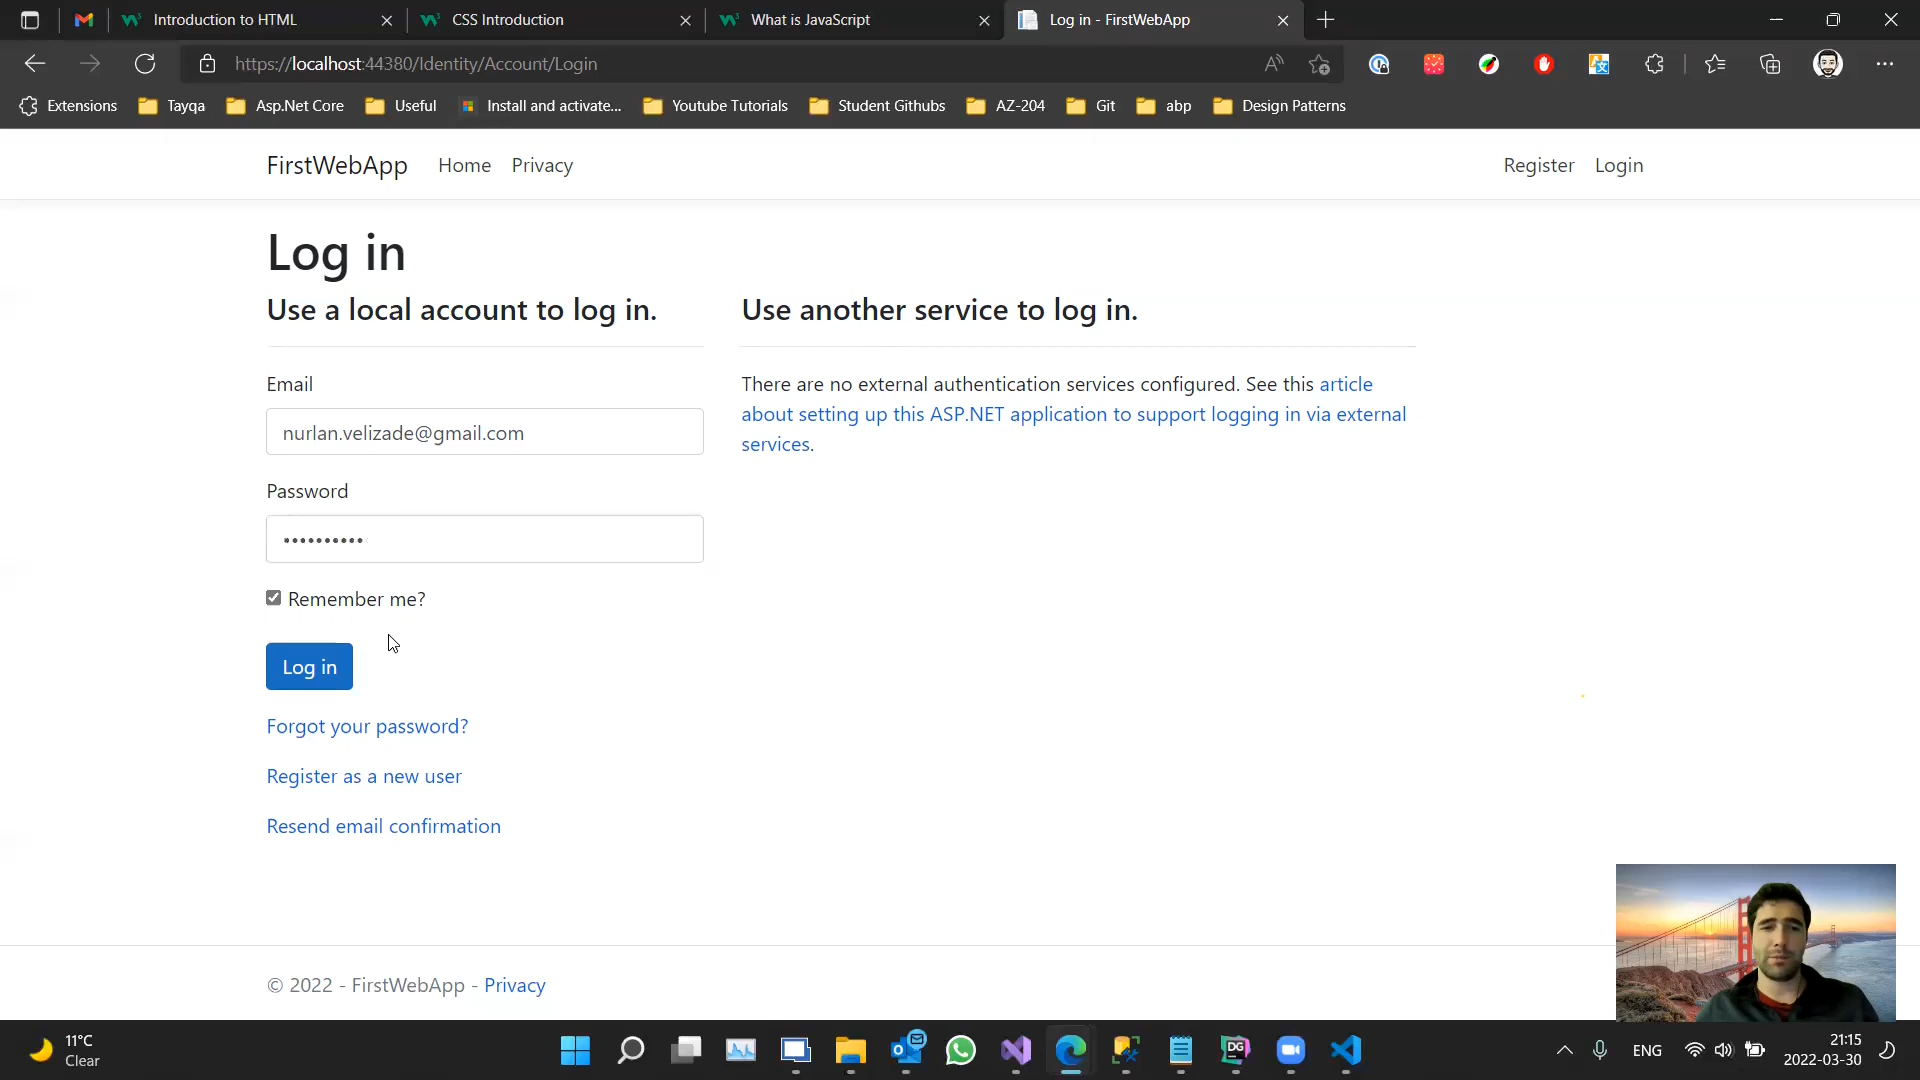 Introduction to HTML
CSS Introduction
What is JavaScript
Log in - FirstWebApp
https://localhost:44380/Identity/Account/Login
Extensions
Tayqa
Asp.Net Core
Useful
Install and activate...
Youtube Tutorials
Student Githubs
AZ-204
Git
abp
Design Patterns
FirstWebApp
Home
Privacy
Register
Login
Log in
Use a local account to log in.
Email
nurlan.velizade@gmail.com
Password
Remember me?
Log in
Forgot your password?
Register as a new user
Resend email confirmation
Use another service to log in.
There are no external authentication services configured. See this article
about setting up this ASP.NET application to support logging in via external
services.
© 2022 - FirstWebApp - Privacy
11°C
Clear
DG
ENG
21:15
2022-03-30